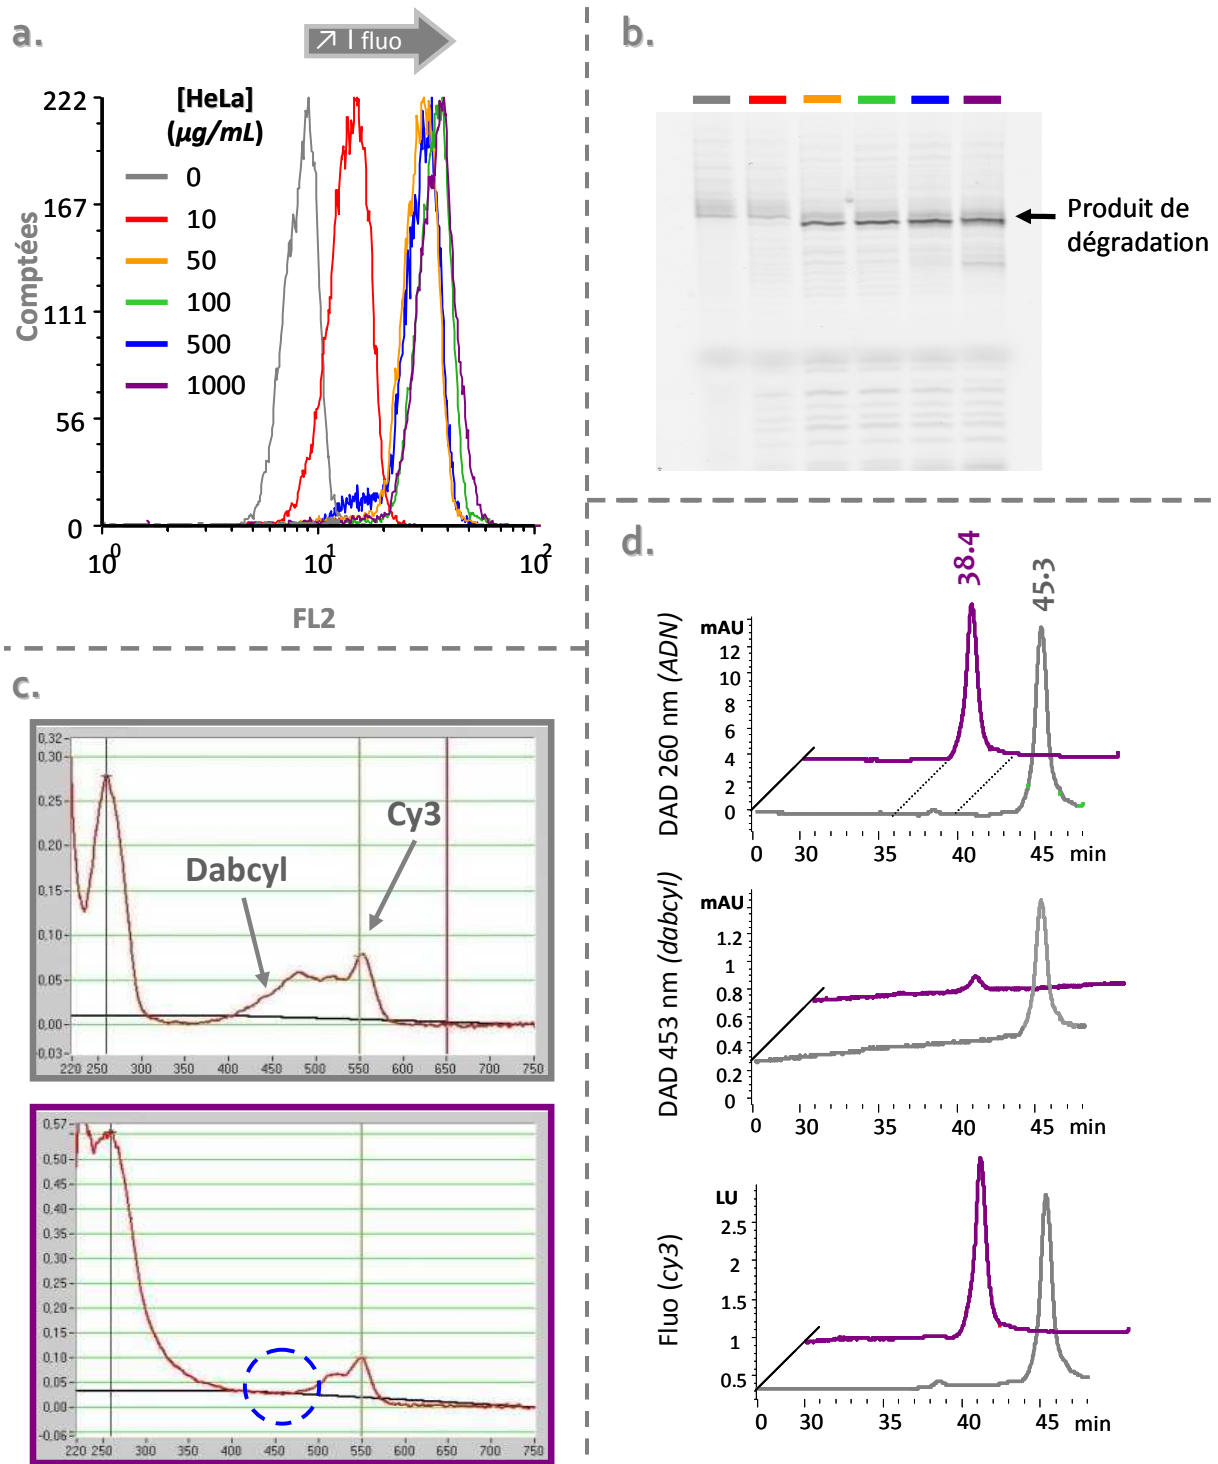 a.
↗ I fluo
222
167
111
56
0
Comptées
[HeLa]
(µg/mL)
0
10
50
100
500
1000
10⁰
10¹
10²
FL2
b.
Produit de
dégradation
c.
0,32
0,30
0,25
0,20
0,15
0,10
0,05
0,00
-0,03
220 250 300 350 400 450 500 550 600 650 700 750
Dabcyl
Cy3
0,57
0,50
0,45
0,40
0,35
0,30
0,25
0,20
0,15
0,10
0,05
0,00
-0,06
220 250 300 350 400 450 500 550 600 650 700 750
d.
38.4
45.3
DAD 260 nm (ADN)
mAU
12
10
8
6
4
2
0
0 30 35 40 45 min
DAD 453 nm (dabcyl)
mAU
1.2
1
0.8
0.6
0.4
0.2
0
0 30 35 40 45 min
Fluo (cy3)
LU
2.5
2
1.5
1
0.5
0 30 35 40 45 min